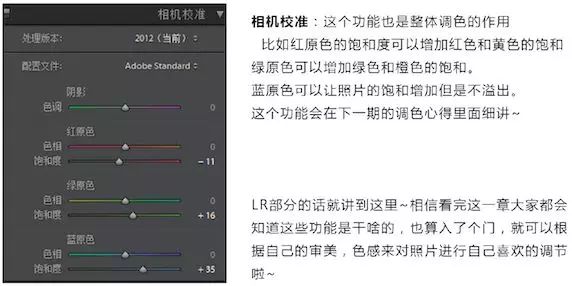 相机校准
处理版本： 2012（当前）
配置文件： Adobe Standard
阴影
色调 0
红原色
色相 0
饱和度 － 11
绿原色
色相 0
饱和度 + 16
蓝原色
色相 0
饱和度 + 35
相机校准：这个功能也是整体调色的作用
比如红原色的饱和度可以增加红色和黄色的饱和
绿原色可以增加绿色和橙色的饱和。
蓝原色可以让照片的饱和增加但是不溢出。
这个功能会在下一期的调色心得里面细讲~
LR部分的话就讲到这里~相信看完这一章大家都会
知道这些功能是干啥的，也算入了个门，就可以根
据自己的审美，色感来对照片进行自己喜欢的调节
啦~